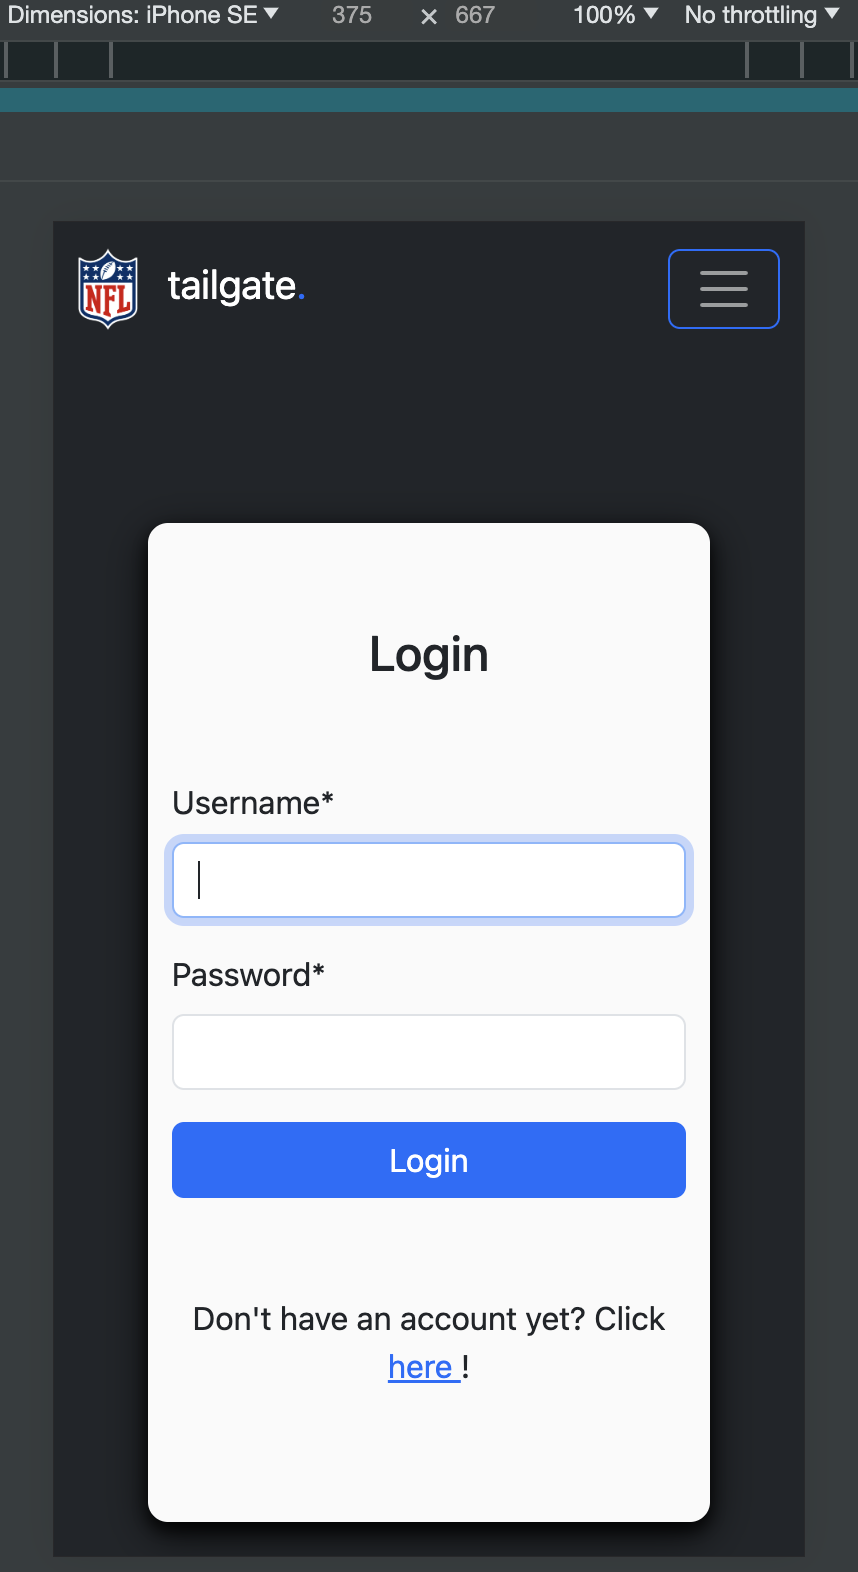 Dimensions: iPhone SE ▼ 375 × 667 100% ▼ No throttling ▼
NFL tailgate.
Login
Username*
Password*
Login
Don't have an account yet? Click
here !